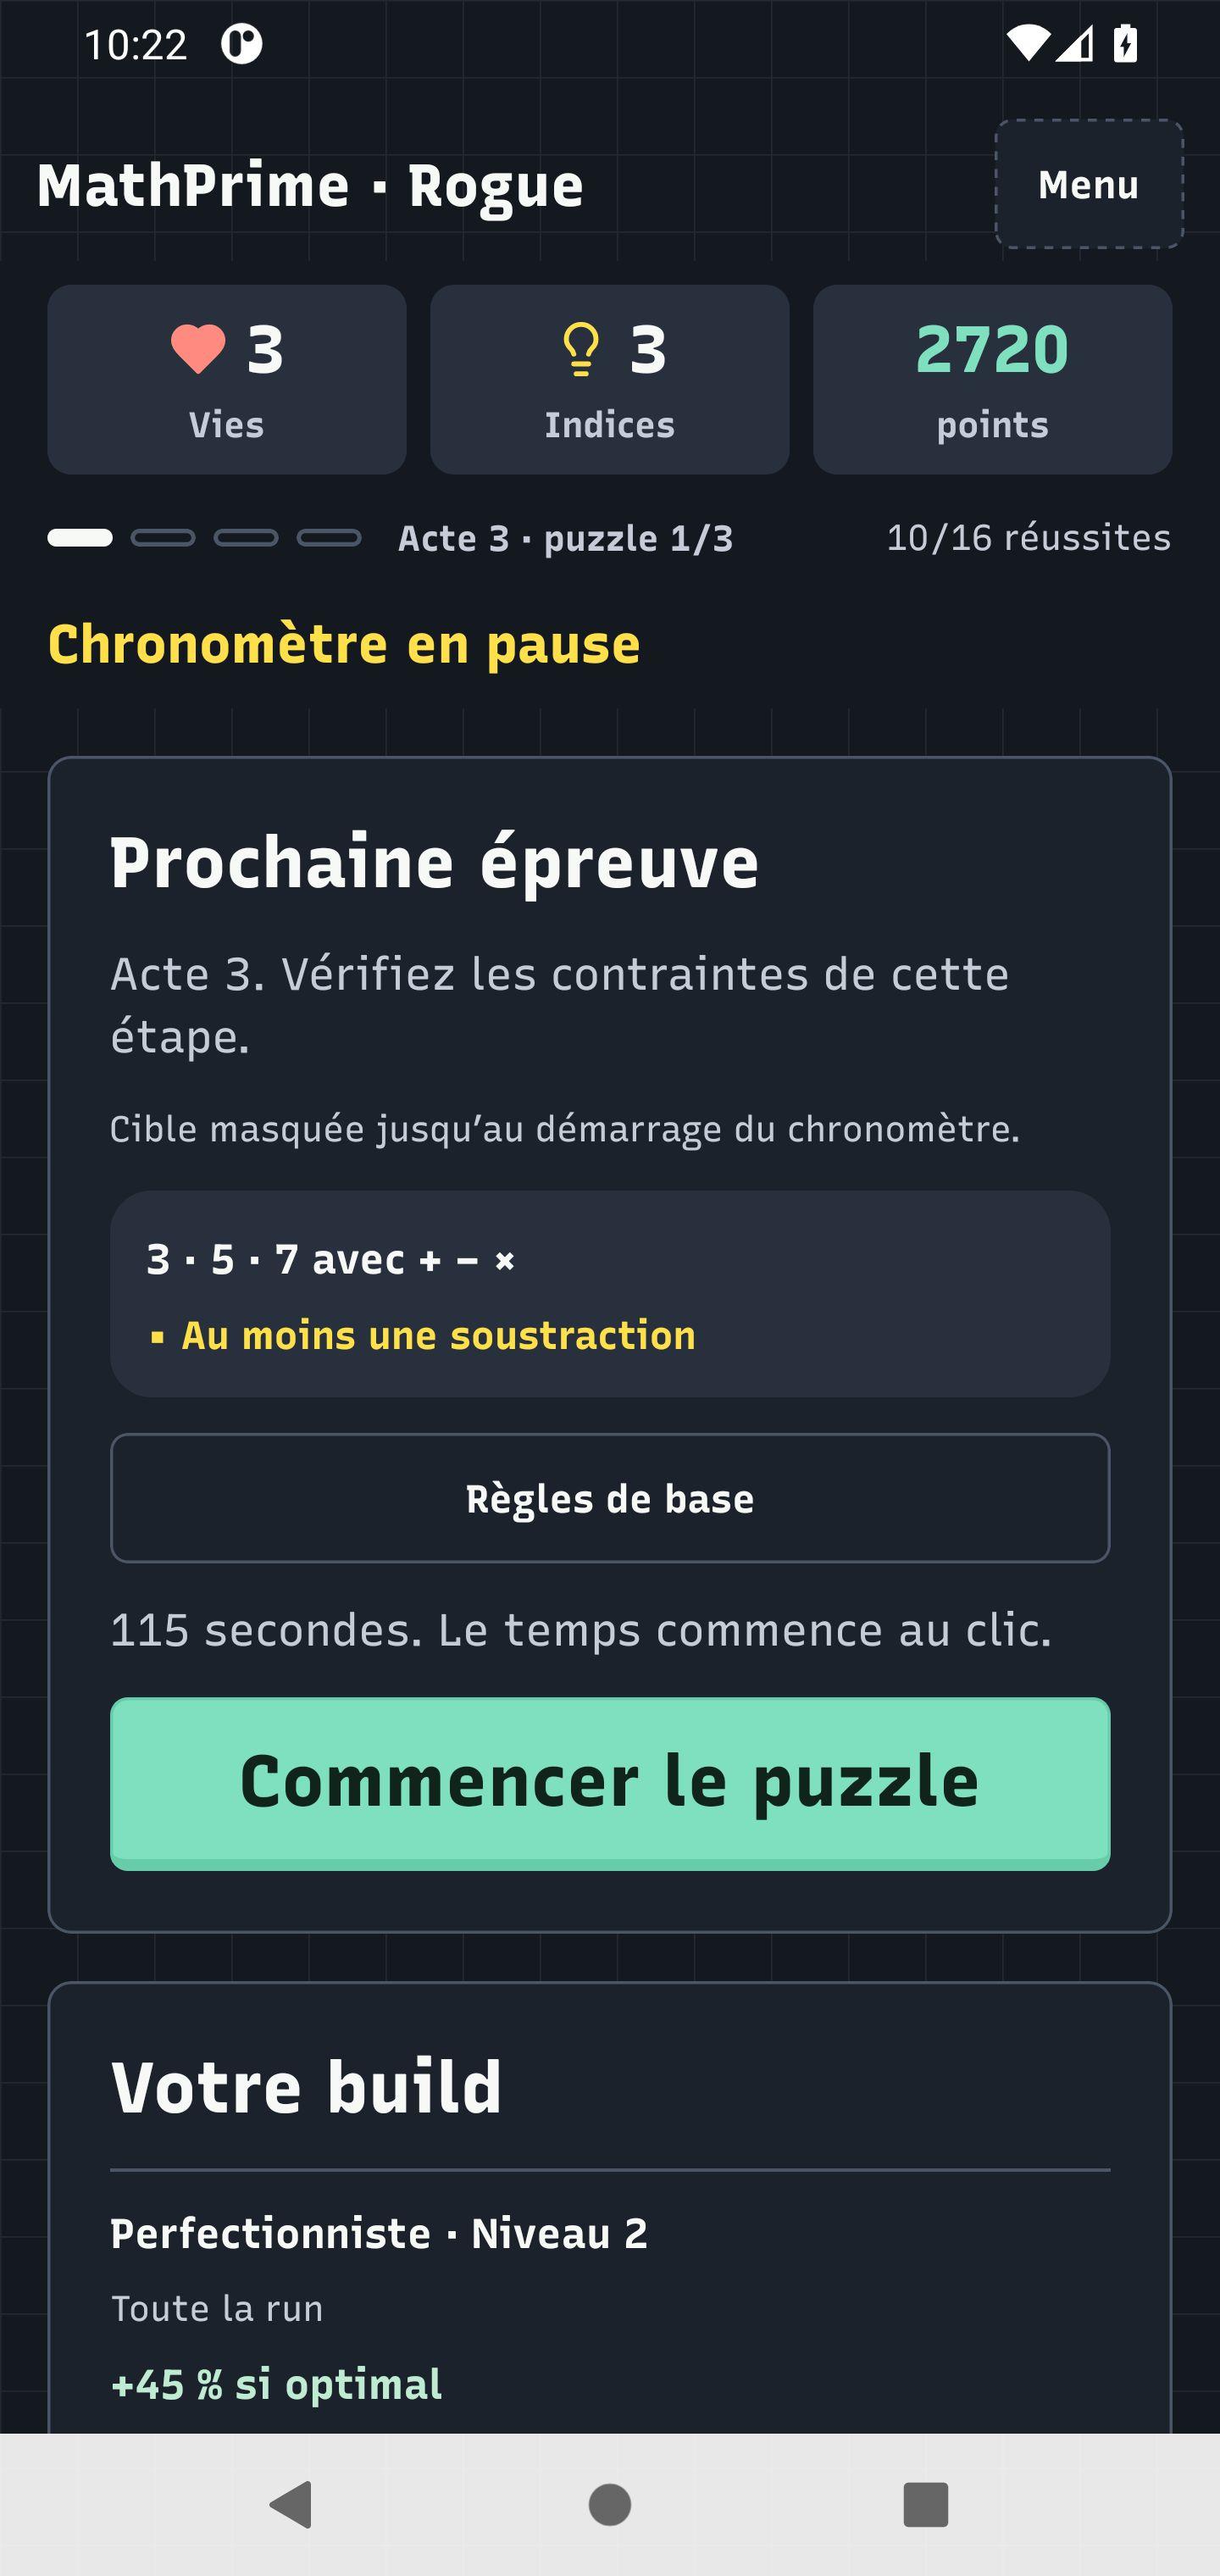 10:22
MathPrime · Rogue
Menu
3
Vies
3
Indices
2720
points
Acte 3 · puzzle 1/3
10/16 réussites
Chronomètre en pause
Prochaine épreuve
Acte 3. Vérifiez les contraintes de cette
étape.
Cible masquée jusqu’au démarrage du chronomètre.
3 · 5 · 7 avec + − ×
▪ Au moins une soustraction
Règles de base
115 secondes. Le temps commence au clic.
Commencer le puzzle
Votre build
Perfectionniste · Niveau 2
Toute la run
+45 % si optimal